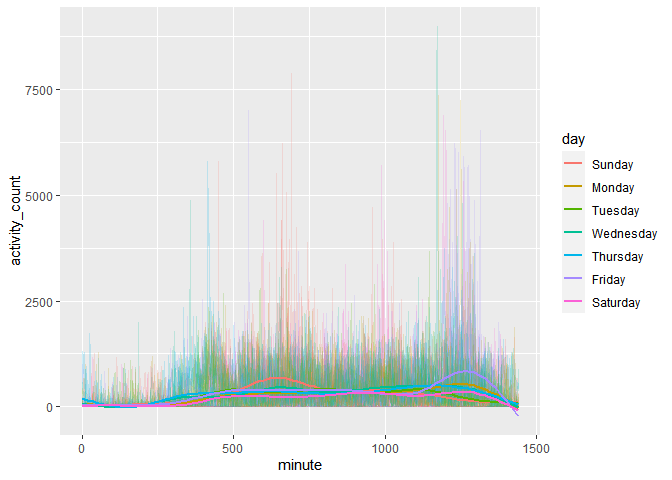 7500
5000
2500
0
activity_count
0
500
1000
1500
minute
day
Sunday
Monday
Tuesday
Wednesday
Thursday
Friday
Saturday